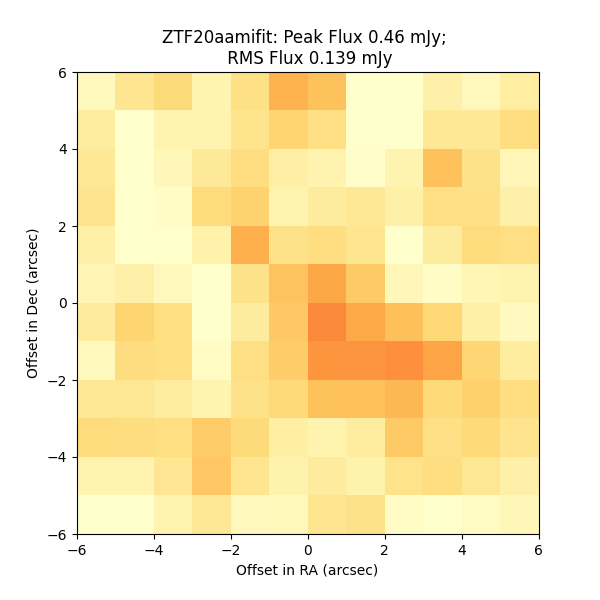 ZTF20aamifit: Peak Flux 0.46 mJy;
RMS Flux 0.139 mJy
6
4
2
0
−2
−4
−6
Offset in Dec (arcsec)
−6 −4 −2 0 2 4 6
Offset in RA (arcsec)